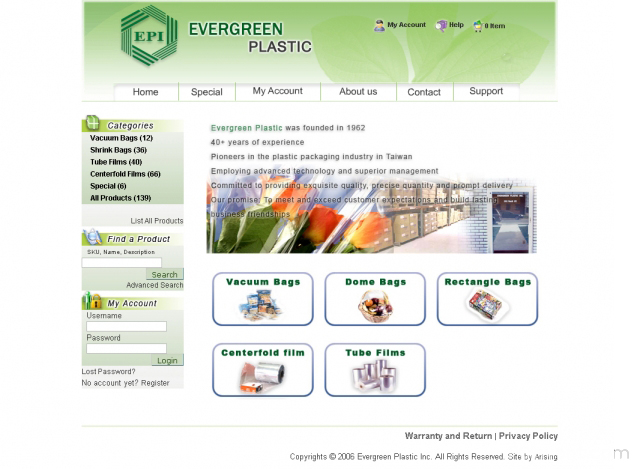 EPI
EVERGREEN
PLASTIC
My Account
Help
0 Item
Home
Special
My Account
About us
Contact
Support
Categories
Vacuum Bags (12)
Shrink Bags (36)
Tube Films (40)
Centerfold Films (66)
Special (6)
All Products (139)
List All Products
Find a Product
SKU, Name, Description
Search
Advanced Search
My Account
Username
Password
Login
Lost Password?
No account yet? Register
Evergreen Plastic was founded in 1962
40+ years of experience
Pioneers in the plastic packaging industry in Taiwan
Employing advanced technology and superior management
Committed to providing exquisite quality, precise quantity and prompt delivery
Our promise: To meet and exceed customer expectations and build lasting
business friendships
Vacuum Bags
Dome Bags
Rectangle Bags
Centerfold film
Tube Films
Warranty and Return | Privacy Policy
Copyrights © 2006 Evergreen Plastic Inc. All Rights Reserved. Site by Arising
m